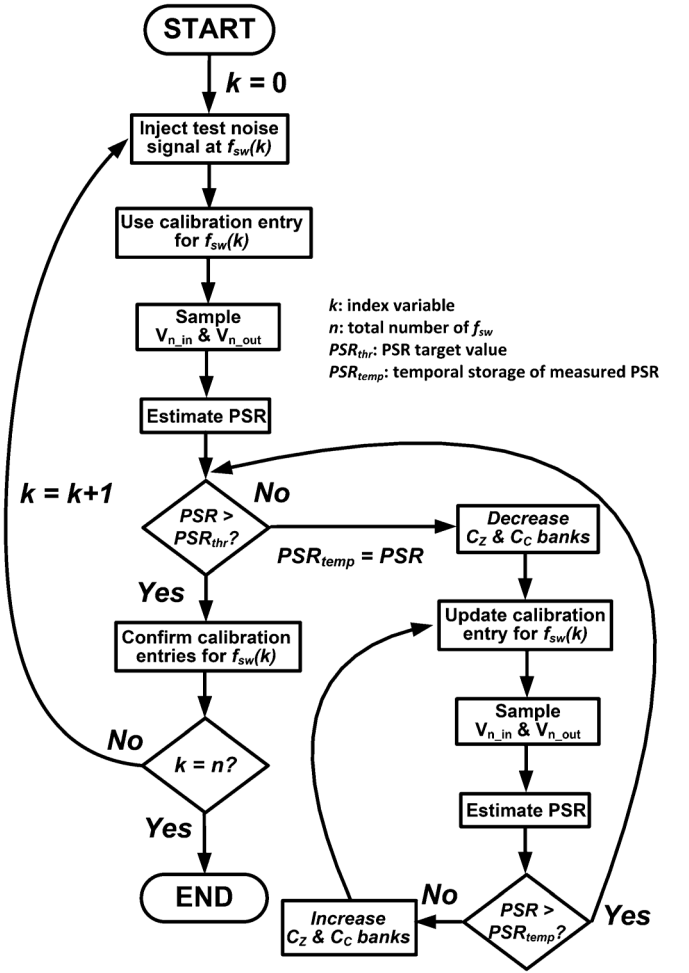 START
k = 0
Inject test noise
signal at fsw(k)
Use calibration entry
for fsw(k)
Sample
Vn_in & Vn_out
Estimate PSR
k: index variable
n: total number of fsw
PSRthr: PSR target value
PSRtemp: temporal storage of measured PSR
k = k+1
PSR >
PSRthr?
No
PSRtemp = PSR
Yes
Confirm calibration
entries for fsw(k)
k = n?
No
Yes
END
Decrease
CZ & CC banks
Update calibration
entry for fsw(k)
Sample
Vn_in & Vn_out
Estimate PSR
PSR >
PSRtemp?
No
Yes
Increase
CZ & CC banks